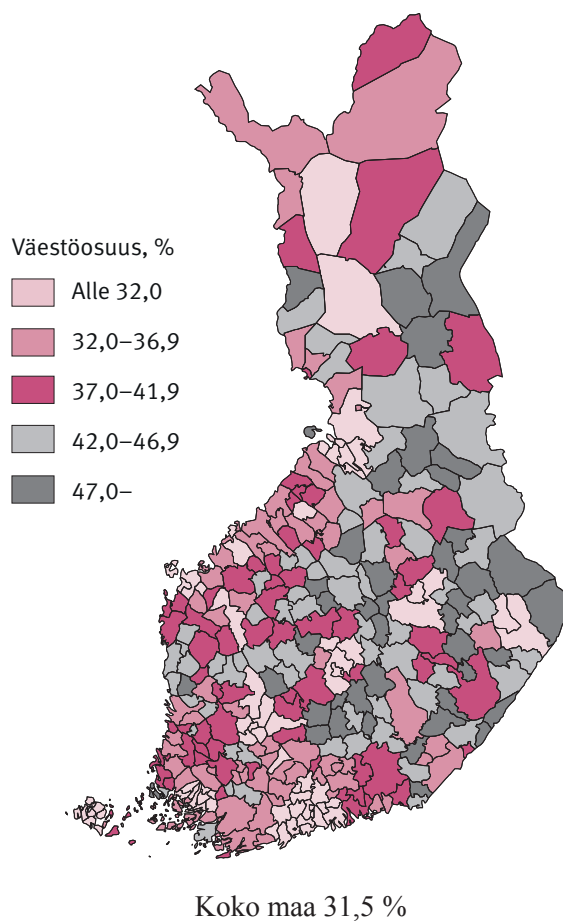 Väestöosuus, %
Alle 32,0
32,0–36,9
37,0–41,9
42,0–46,9
47,0–
Koko maa 31,5 %